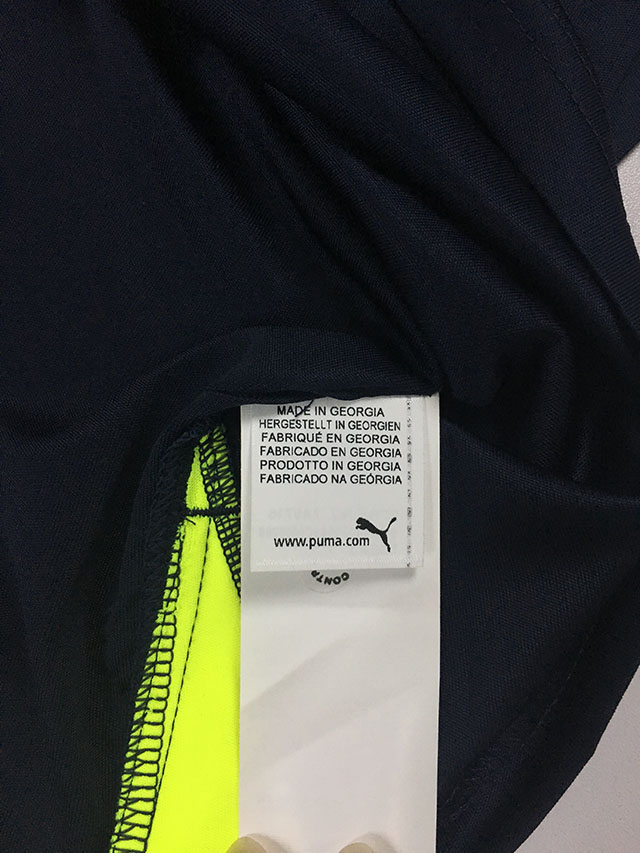 MADE IN GEORGIA
HERGESTELLT IN GEORGIEN
FABRIQUÉ EN GEORGIA
FABRICADO EN GEORGIA
PRODOTTO IN GEORGIA
FABRICADO NA GEÓRGIA
www.puma.com